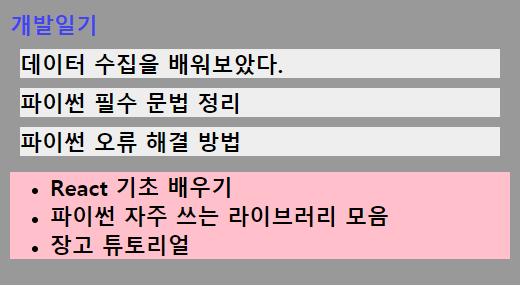 개발일기
데이터 수집을 배워보았다.
파이썬 필수 문법 정리
파이썬 오류 해결 방법
• React 기초 배우기
• 파이썬 자주 쓰는 라이브러리 모음
• 장고 튜토리얼